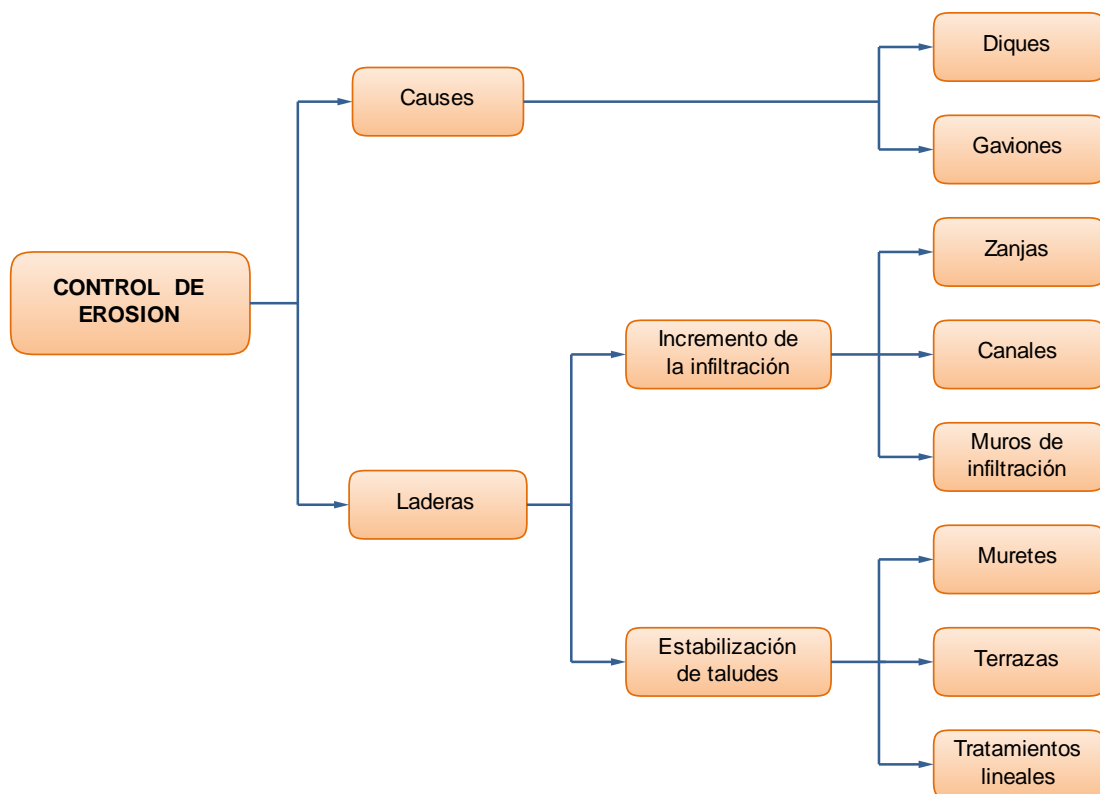 CONTROL DE
EROSION
Causes
Diques
Gaviones
Laderas
Incremento de
la infiltración
Zanjas
Canales
Muros de
infiltración
Estabilización
de taludes
Muretes
Terrazas
Tratamientos
lineales